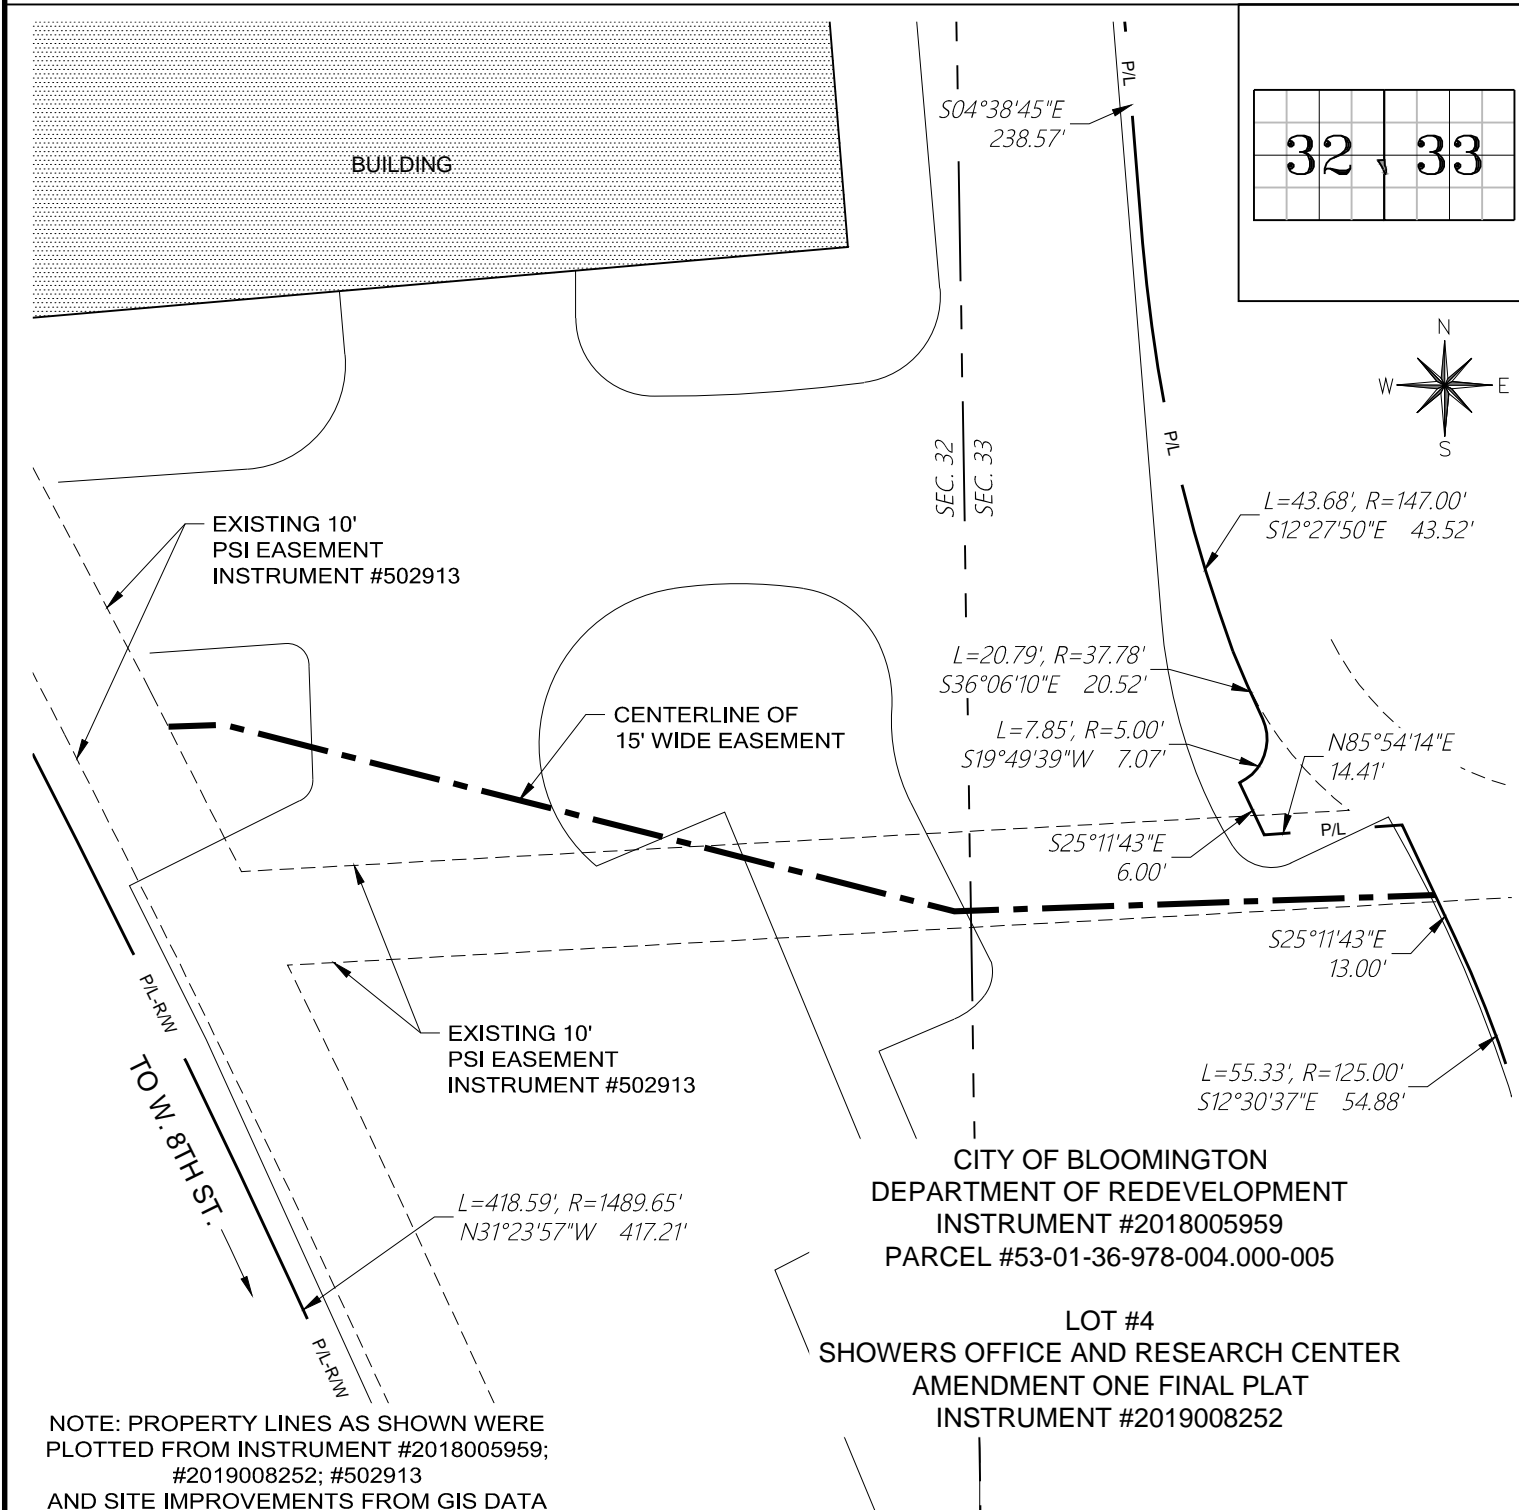 P/L
S04°38'45"E
238.57'
BUILDING
32 33
N
W E
S
P/L
SEC. 32
SEC. 33
L=43.68', R=147.00'
S12°27'50"E 43.52'
EXISTING 10'
PSI EASEMENT
INSTRUMENT #502913
L=20.79', R=37.78'
S36°06'10"E 20.52'
CENTERLINE OF
15' WIDE EASEMENT
L=7.85', R=5.00'
S19°49'39"W 7.07'
N85°54'14"E
14.41'
P/L
S25°11'43"E
6.00'
S25°11'43"E
13.00'
P/L-R/W
EXISTING 10'
PSI EASEMENT
INSTRUMENT #502913
TO W. 8TH ST.
L=55.33', R=125.00'
S12°30'37"E 54.88'
CITY OF BLOOMINGTON
DEPARTMENT OF REDEVELOPMENT
INSTRUMENT #2018005959
PARCEL #53-01-36-978-004.000-005
L=418.59', R=1489.65'
N31°23'57"W 417.21'
LOT #4
SHOWERS OFFICE AND RESEARCH CENTER
AMENDMENT ONE FINAL PLAT
INSTRUMENT #2019008252
P/L-R/W
NOTE: PROPERTY LINES AS SHOWN WERE
PLOTTED FROM INSTRUMENT #2018005959;
#2019008252; #502913
AND SITE IMPROVEMENTS FROM GIS DATA